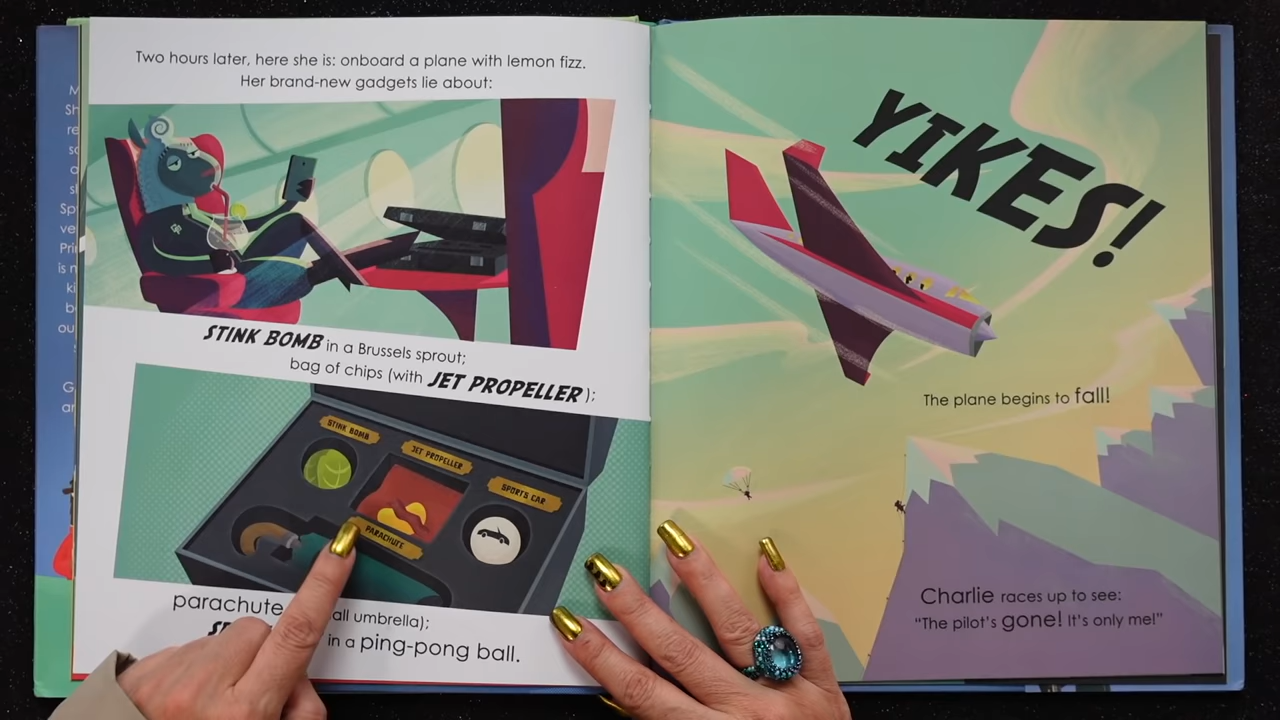 Two hours later, here she is: onboard a plane with lemon fizz.
Her brand-new gadgets lie about:
STINK BOMB in a Brussels sprout;
bag of chips (with JET PROPELLER);
STINK BOMB
JET PROPELLER
SPORTS CAR
PARACHUTE
parachute all umbrella);
in a ping-pong ball.
YIKES!
The plane begins to fall!
Charlie races up to see:
"The pilot's gone! It's only me!"